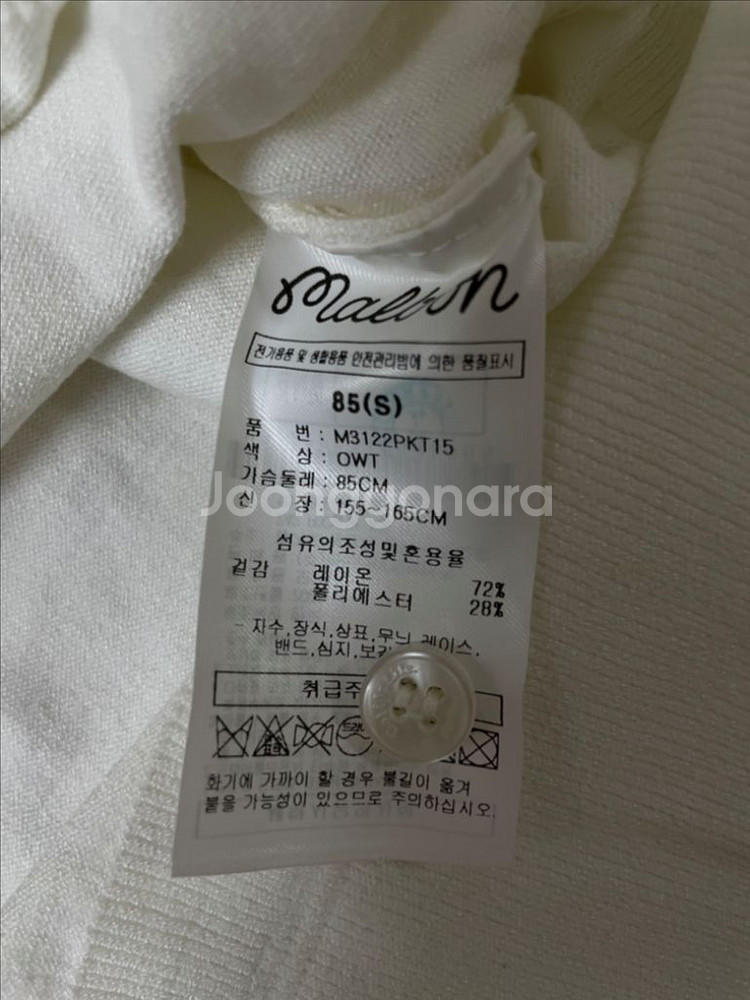 malbon
전기용품 및 생활용품 안전관리법에 의한 품질표시
85(S)
품 번 : M3122PKT15
색 상 : OWT
가슴둘레 : 85CM
신 장 : 155~165CM
Joonggonara
섬유의조성및혼용율
겉감 레이온 72%
폴리에스터 28%
- 자수,장식,상표,무늬,레이스,
밴드,심지,보강
취급주
드라이
화기에 가까이 할 경우 불길이 옮겨
붙을 가능성이 있으므로 주의하십시오.